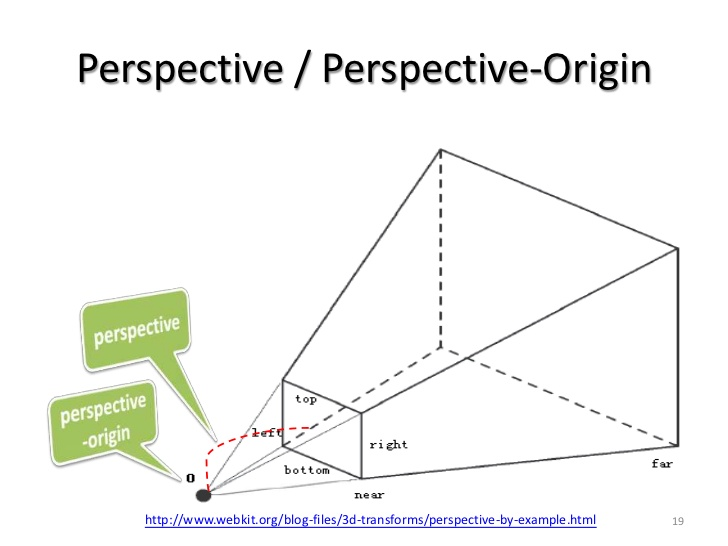 Perspective / Perspective-Origin
perspective
perspective
-origin
top
left
right
bottom
O
near
far
http://www.webkit.org/blog-files/3d-transforms/perspective-by-example.html
19